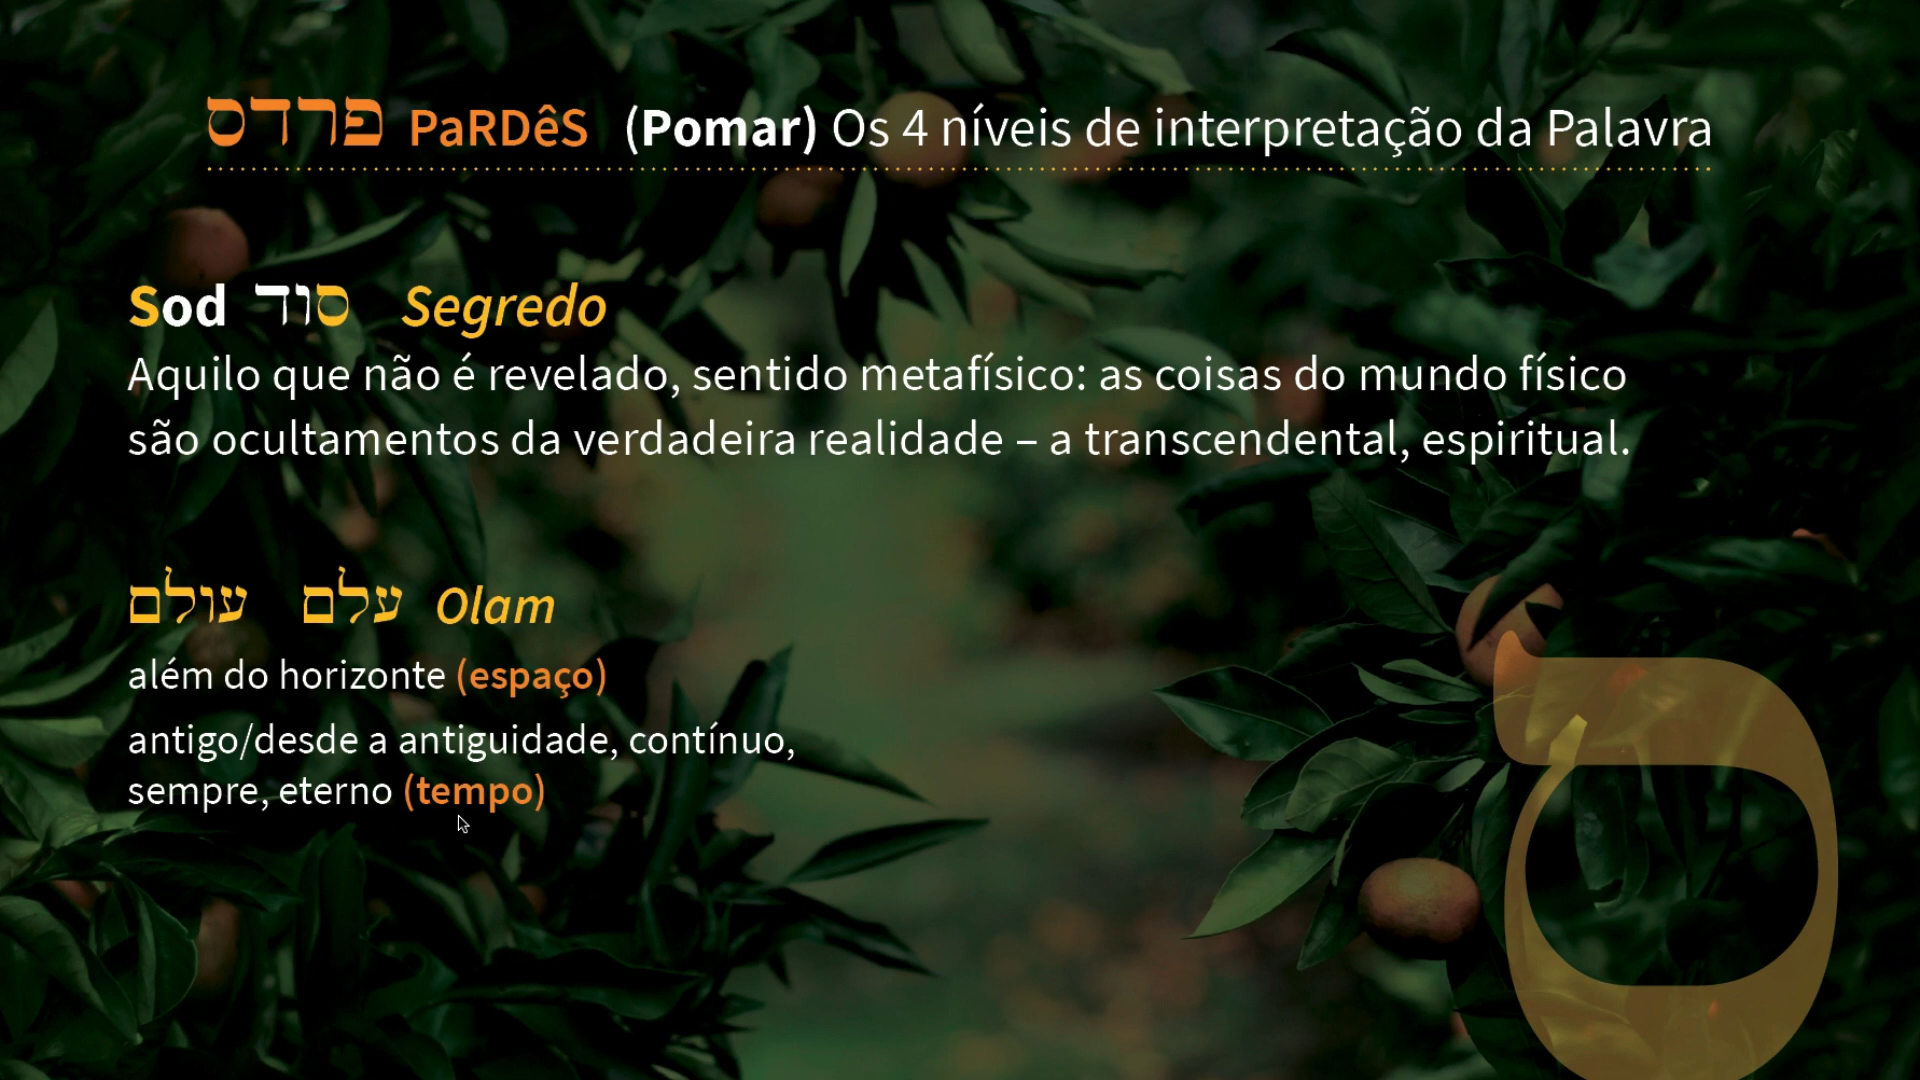 פרדס PaRDêS (Pomar) Os 4 níveis de interpretação da Palavra
Sod סוד Segredo
Aquilo que não é revelado, sentido metafísico: as coisas do mundo físico
são ocultamentos da verdadeira realidade – a transcendental, espiritual.
עולם עלם Olam
além do horizonte (espaço)
antigo/desde a antiguidade, contínuo,
sempre, eterno (tempo)
ס